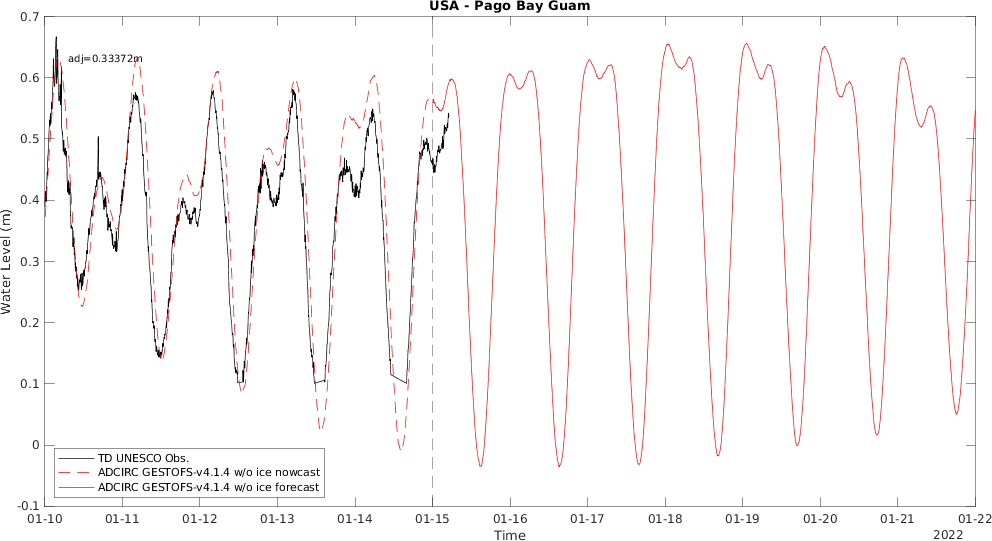 USA - Pago Bay Guam
adj=0.33372m
Water Level (m)
0.7
0.6
0.5
0.4
0.3
0.2
0.1
0
-0.1
TD UNESCO Obs.
ADCIRC GESTOFS-v4.1.4 w/o ice nowcast
ADCIRC GESTOFS-v4.1.4 w/o ice forecast
01-10 01-11 01-12 01-13 01-14 01-15 01-16 01-17 01-18 01-19 01-20 01-21 01-22
Time
2022